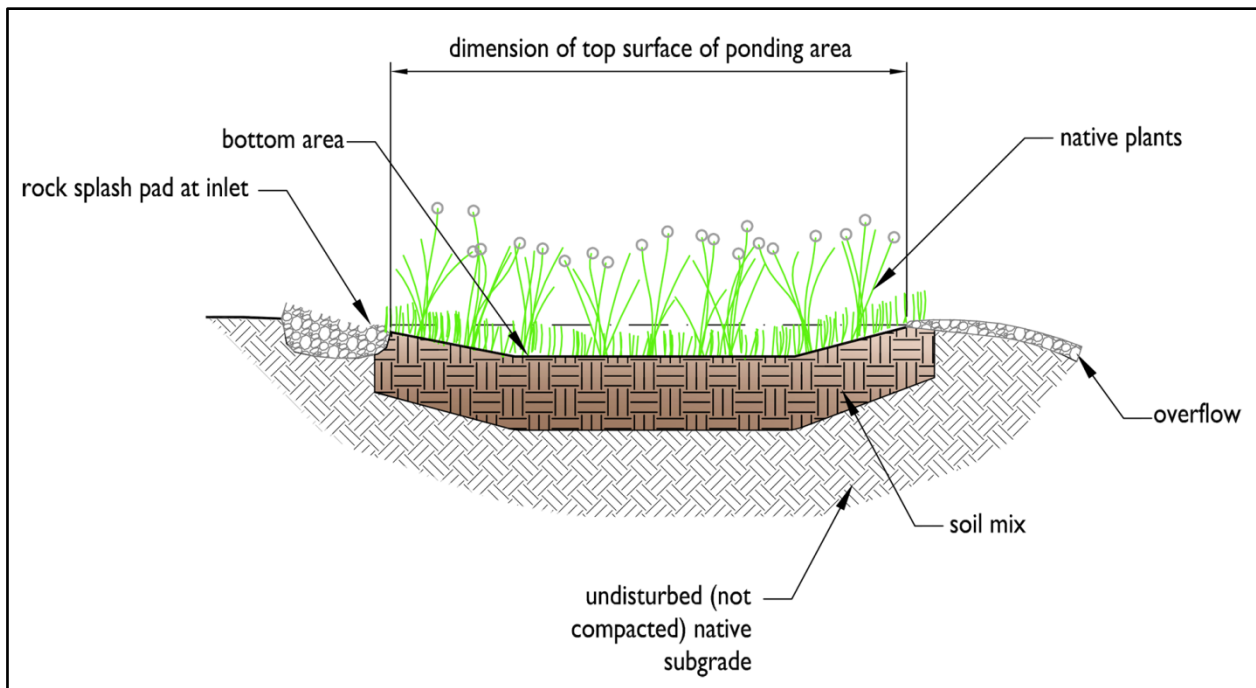 dimension of top surface of ponding area
bottom area
native plants
rock splash pad at inlet
overflow
soil mix
undisturbed (not
compacted) native
subgrade